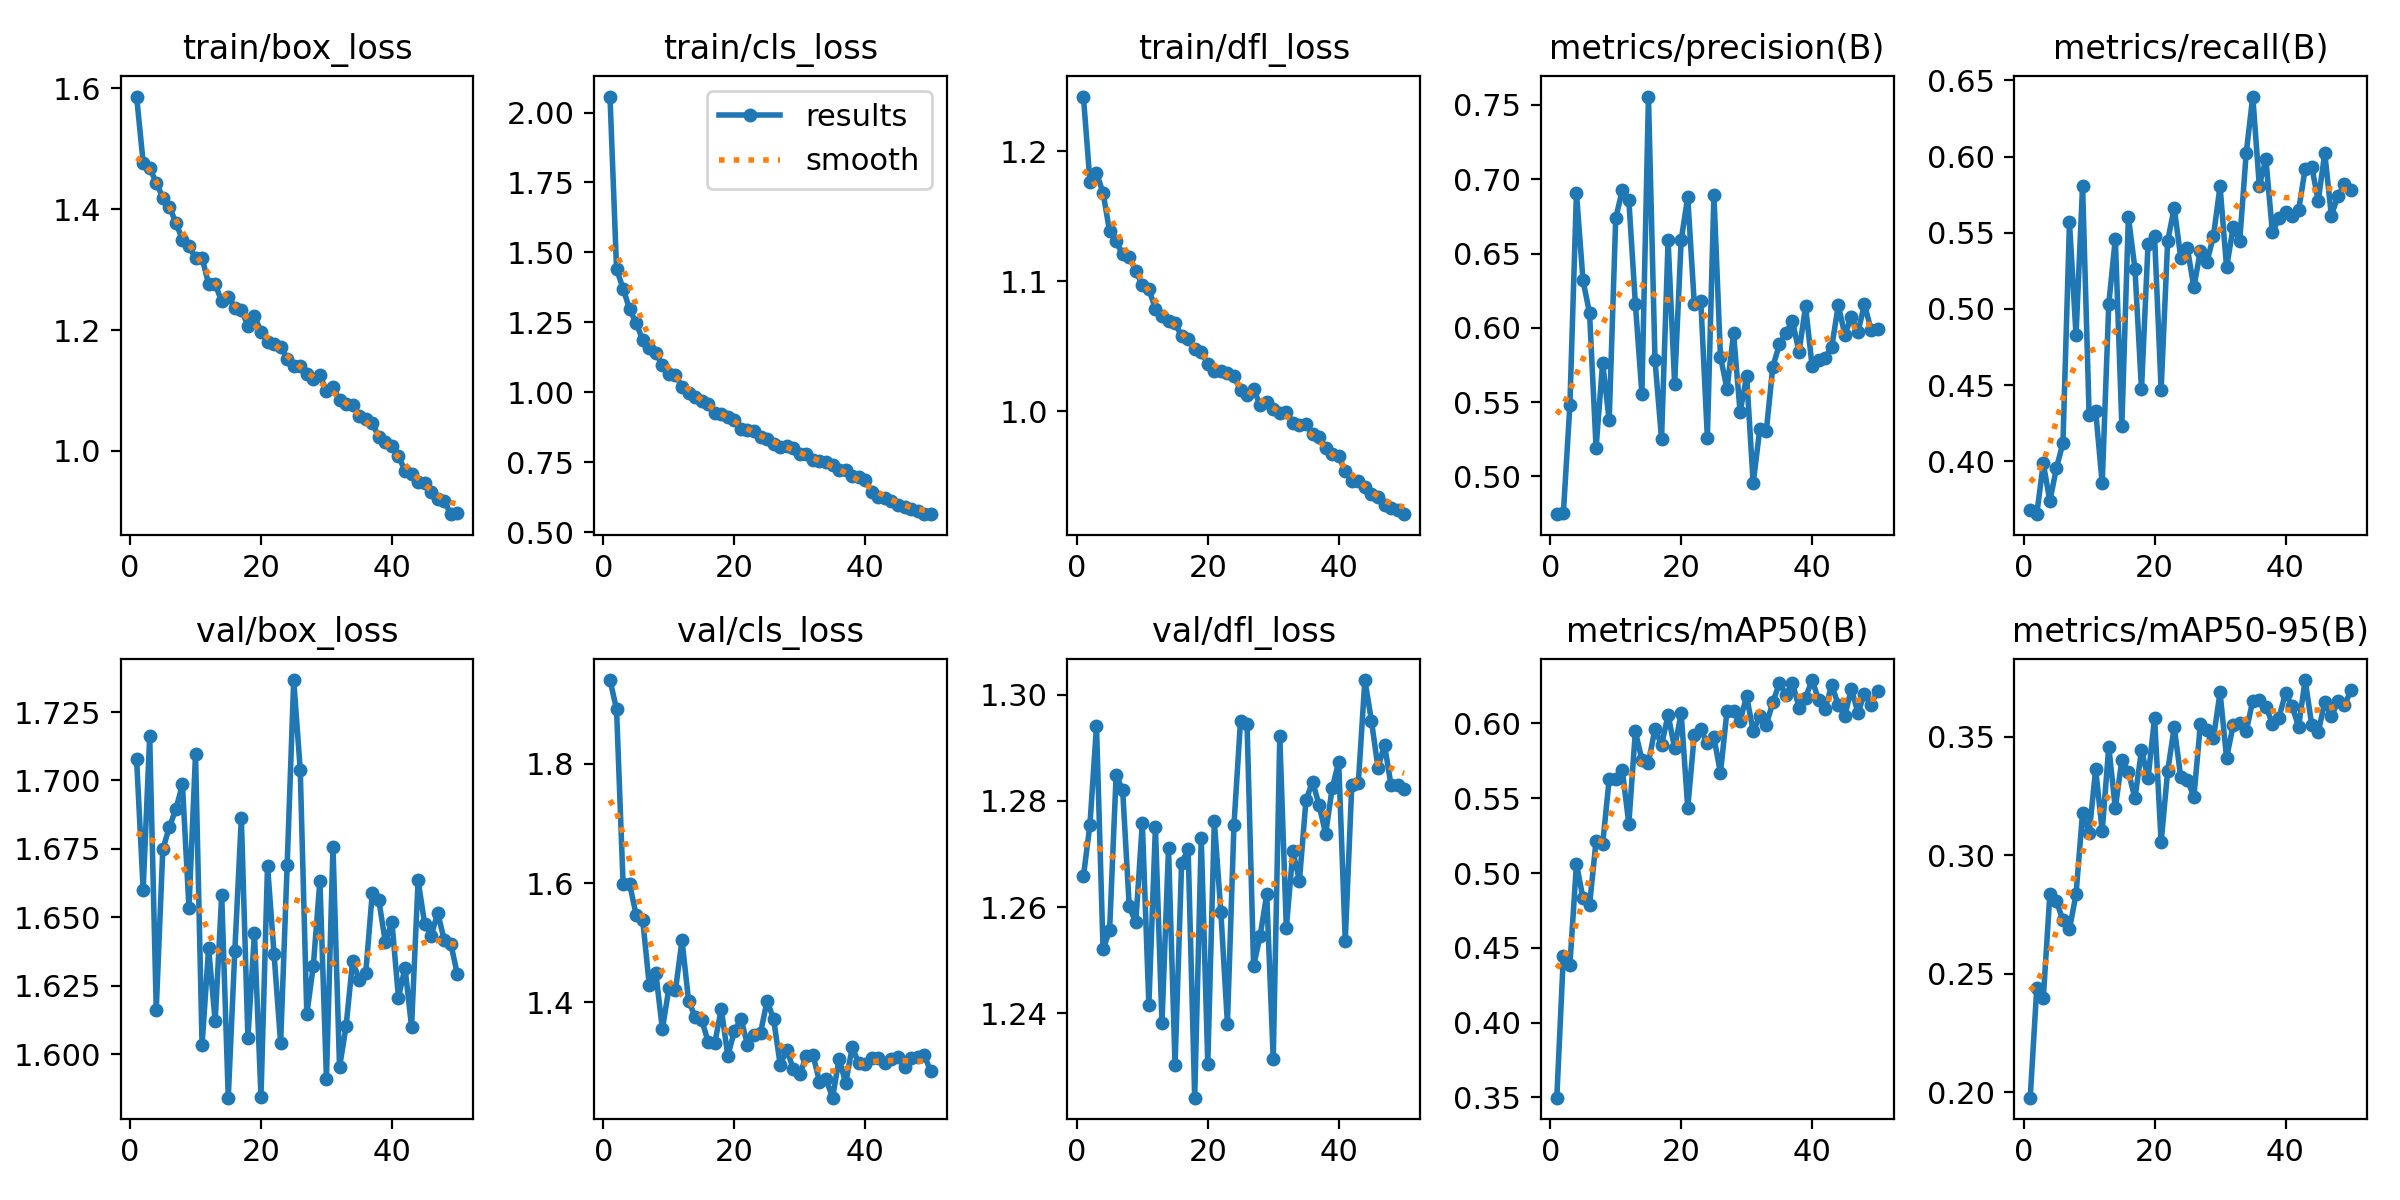 train/box_loss
1.6
1.4
1.2
1.0
0 20 40
train/cls_loss
results
smooth
2.00
1.75
1.50
1.25
1.00
0.75
0.50
0 20 40
train/dfl_loss
1.2
1.1
1.0
0 20 40
metrics/precision(B)
0.75
0.70
0.65
0.60
0.55
0.50
0 20 40
metrics/recall(B)
0.65
0.60
0.55
0.50
0.45
0.40
0 20 40
val/box_loss
1.725
1.700
1.675
1.650
1.625
1.600
0 20 40
val/cls_loss
1.8
1.6
1.4
0 20 40
val/dfl_loss
1.30
1.28
1.26
1.24
0 20 40
metrics/mAP50(B)
0.60
0.55
0.50
0.45
0.40
0.35
0 20 40
metrics/mAP50-95(B)
0.35
0.30
0.25
0.20
0 20 40